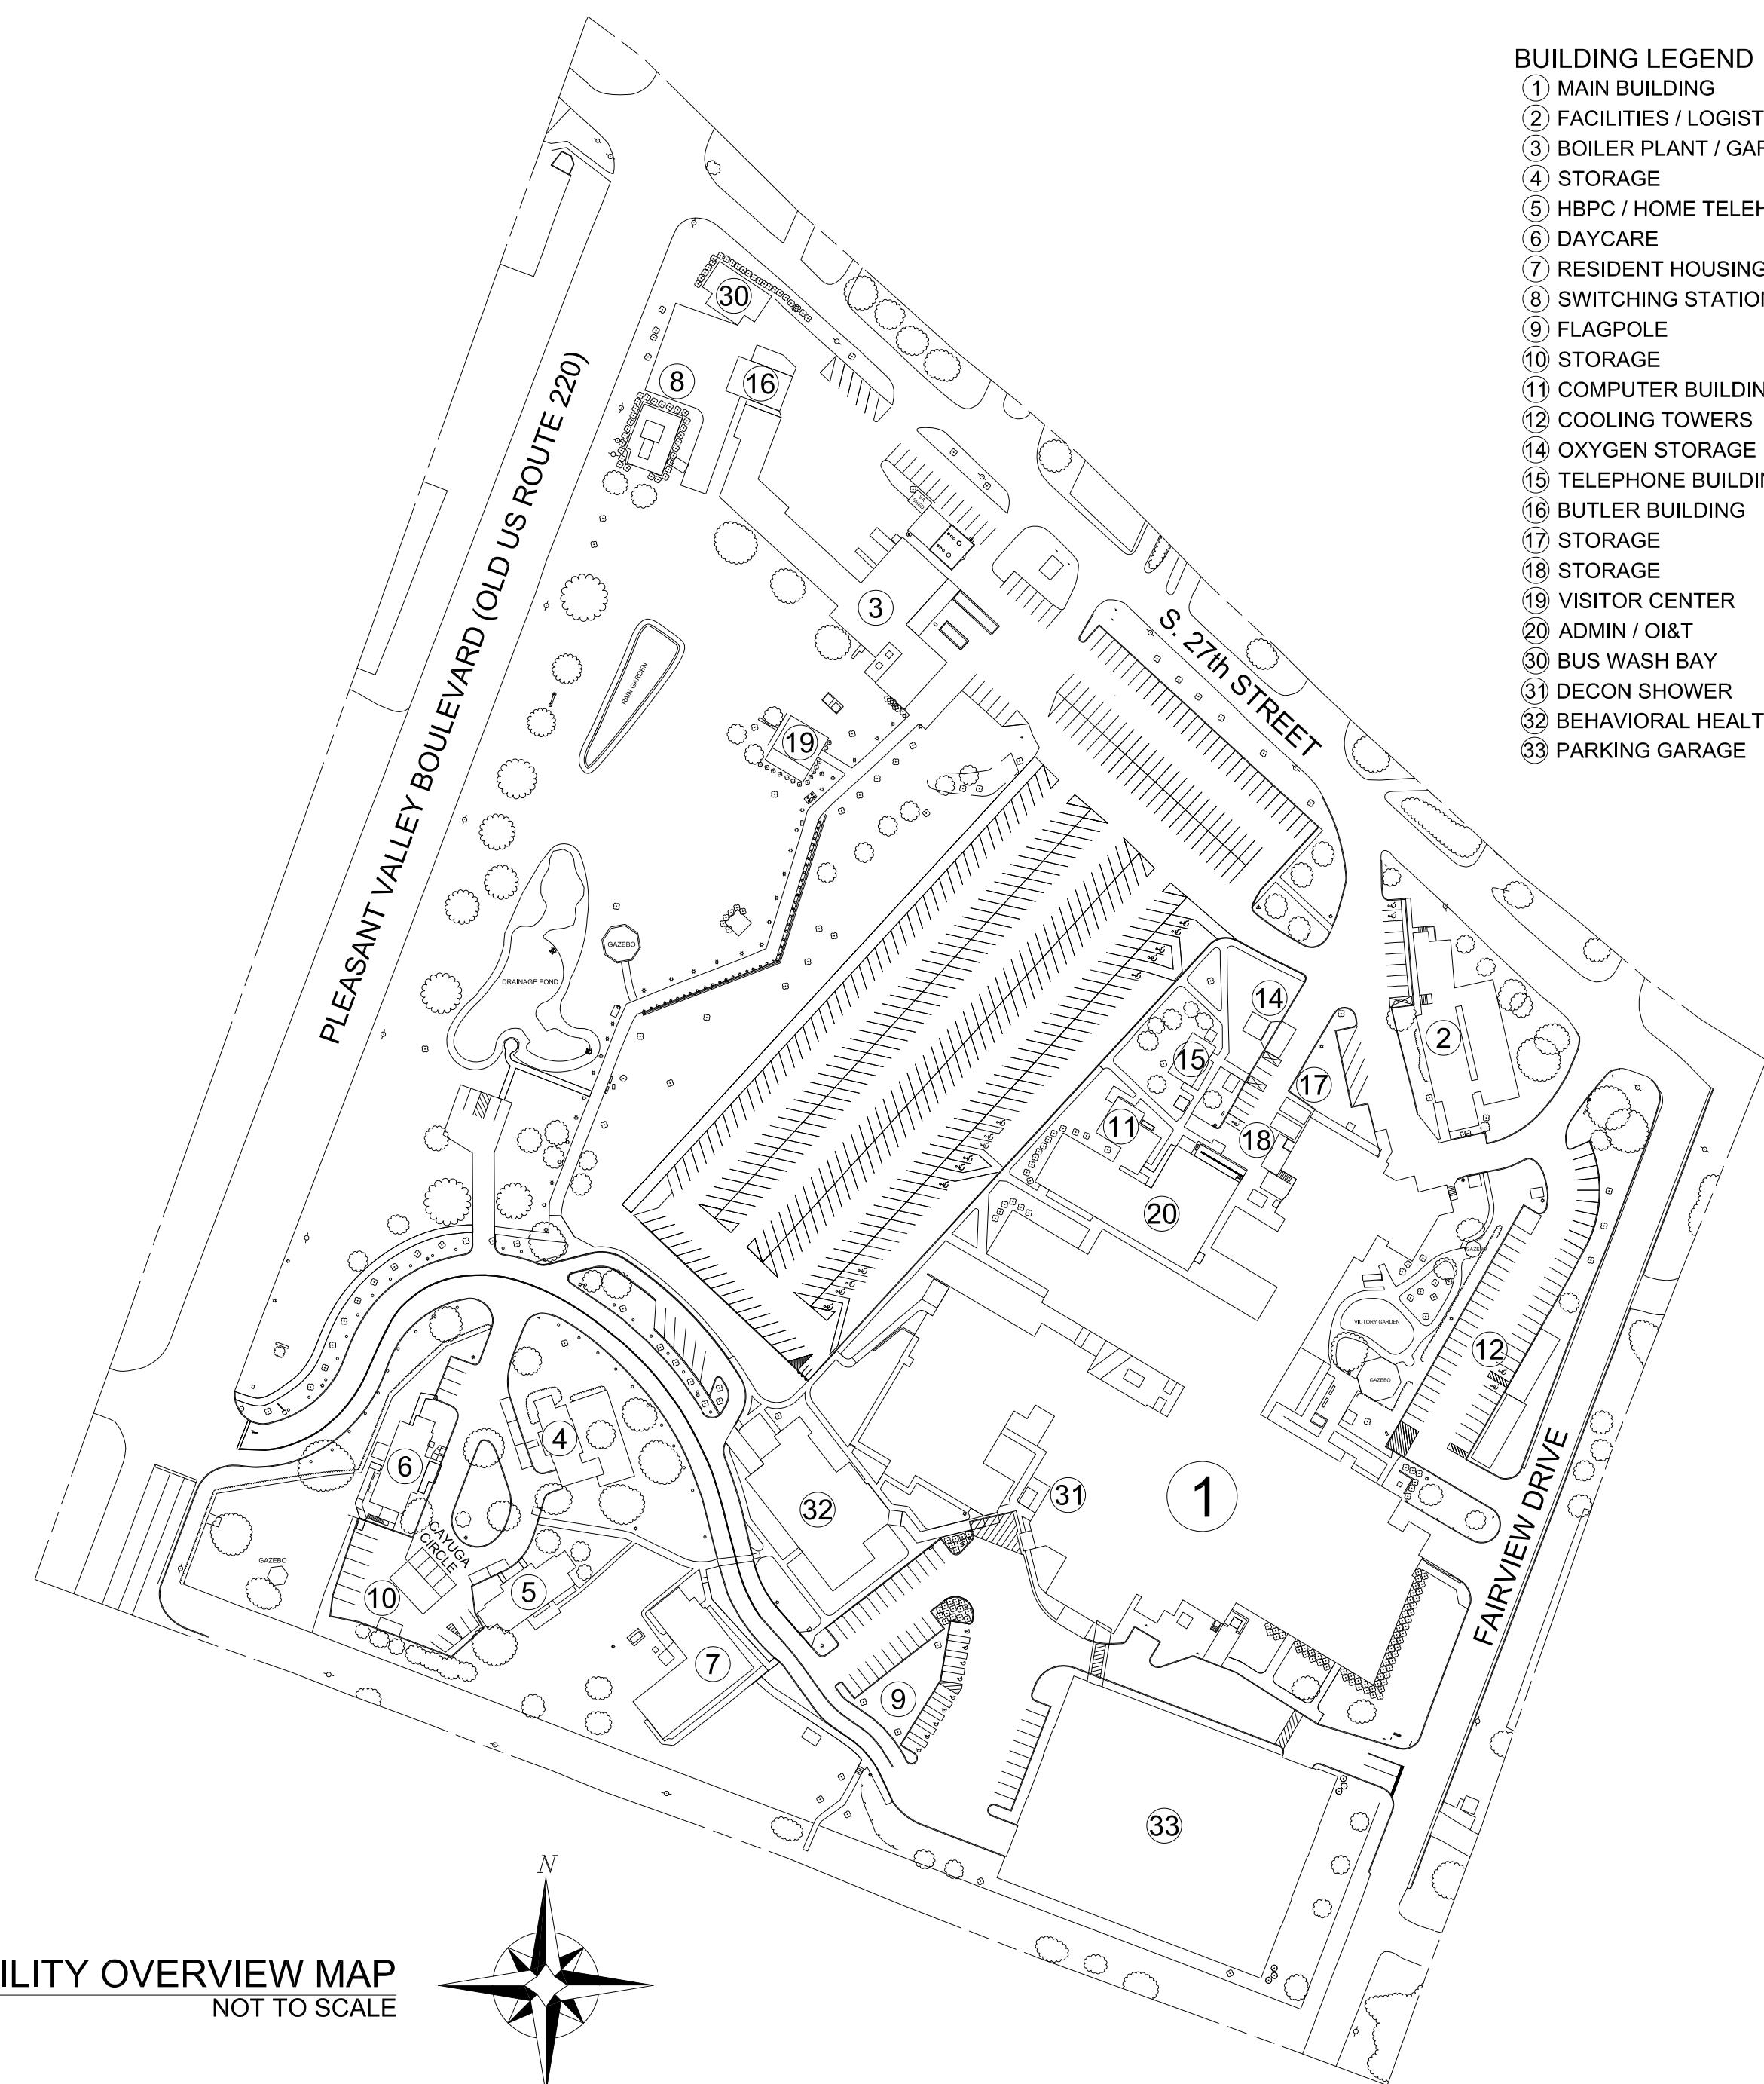 BUILDING LEGEND
1 MAIN BUILDING
2 FACILITIES / LOGIST
3 BOILER PLANT / GAR
4 STORAGE
5 HBPC / HOME TELEH
6 DAYCARE
7 RESIDENT HOUSING
8 SWITCHING STATION
9 FLAGPOLE
10 STORAGE
11 COMPUTER BUILDIN
12 COOLING TOWERS
14 OXYGEN STORAGE
15 TELEPHONE BUILDIN
16 BUTLER BUILDING
17 STORAGE
18 STORAGE
19 VISITOR CENTER
20 ADMIN / OI&T
30 BUS WASH BAY
31 DECON SHOWER
32 BEHAVIORAL HEALT
33 PARKING GARAGE
30
8
16
VA
SHED
3
PLEASANT VALLEY BOULEVARD (OLD US ROUTE 220)
S. 27th STREET
RAIN GARDEN
19
GAZEBO
DRAINAGE POND
14
2
15
17
11
18
20
GAZEBO
VICTORY GARDEN
12
GAZEBO
4
6
31
1
32
CAYUGA
CIRCLE
GAZEBO
5
10
FAIRVIEW DRIVE
7
9
33
N
ILITY OVERVIEW MAP
NOT TO SCALE